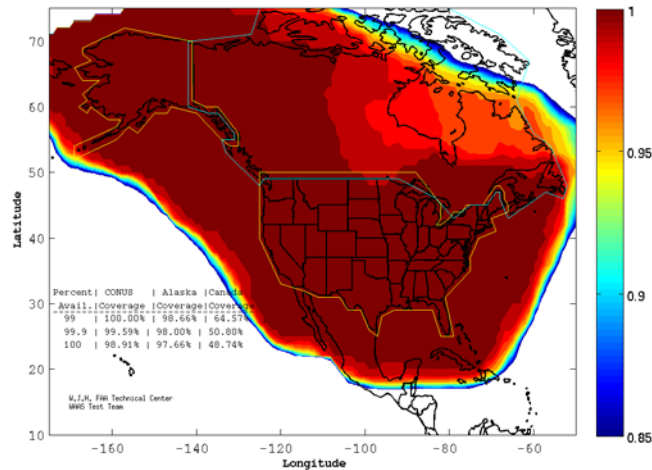 70
60
50
40
30
20
10
Latitude
Percent| CONUS | Alaska |Canad
Avail.|Coverage |Coverage|Coverage
99 | 100.00% | 98.66% | 64.57%
99.9 | 99.59% | 98.00% | 50.80%
100 | 98.91% | 97.66% | 48.74%
W.J.H. FAA Technical Center
WAAS Test Team
-160 -140 -120 -100 -80 -60
Longitude
1
0.95
0.9
0.85